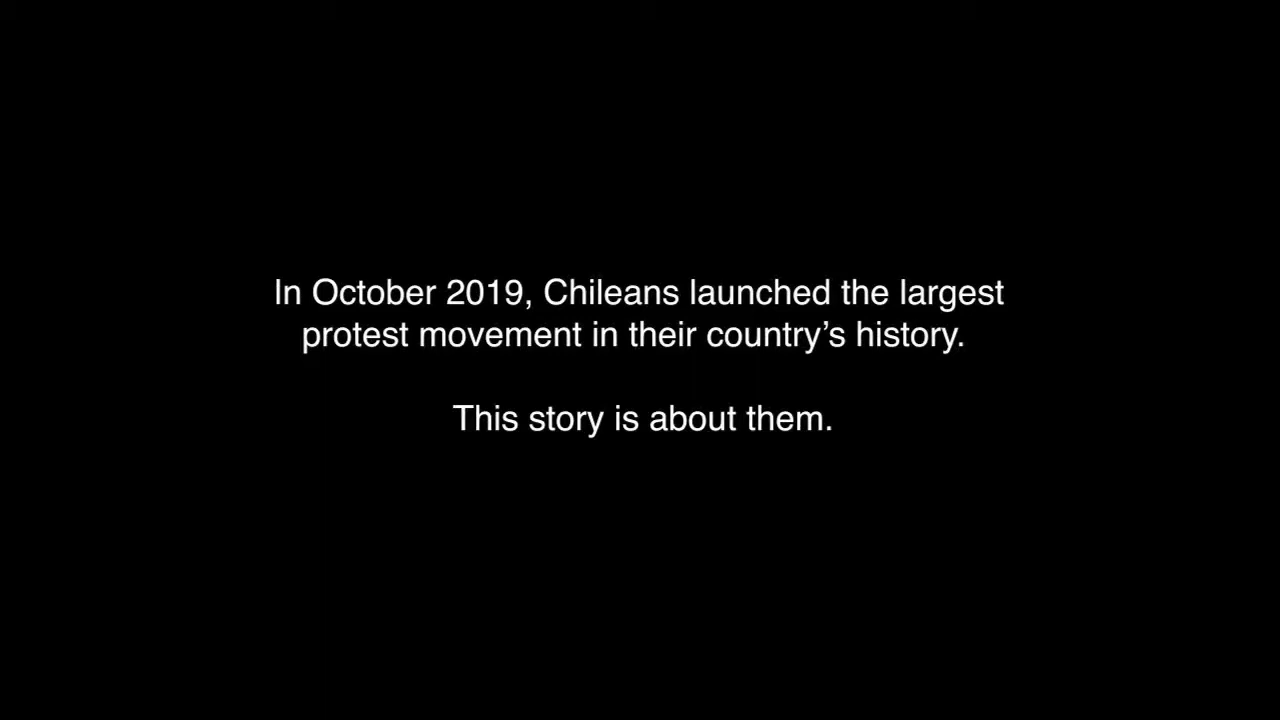 In October 2019, Chileans launched the largest
protest movement in their country’s history.
This story is about them.